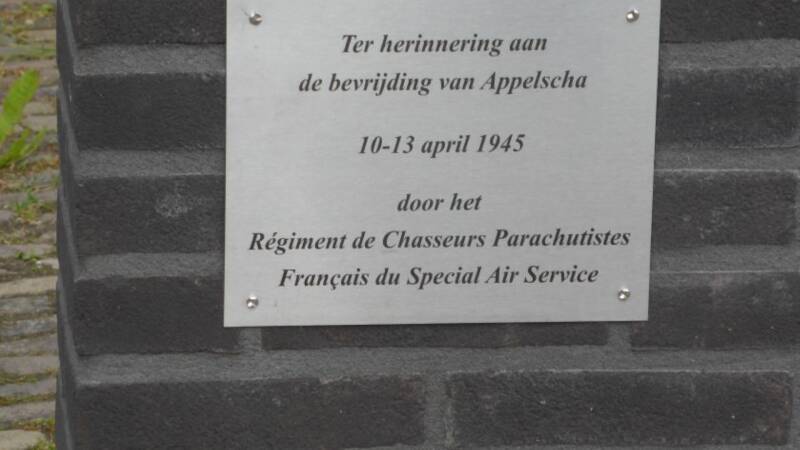 Ter herinnering aan
de bevrijding van Appelscha
10-13 april 1945
door het
Régiment de Chasseurs Parachutistes
Français du Special Air Service